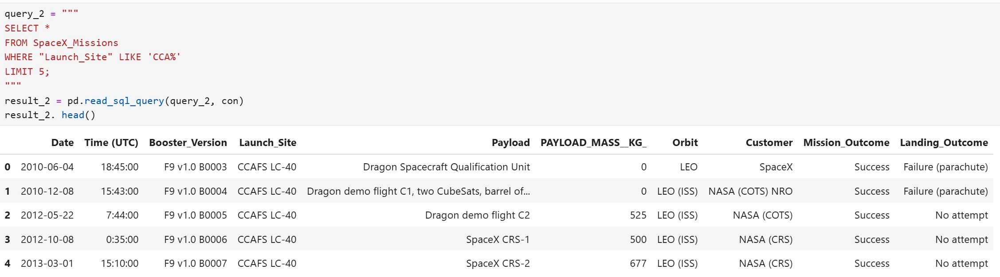 query_2 = """
SELECT *
FROM SpaceX_Missions
WHERE "Launch_Site" LIKE 'CCA%'
LIMIT 5;
"""
result_2 = pd.read_sql_query(query_2, con)
result_2. head()
Date Time (UTC) Booster_Version Launch_Site Payload PAYLOAD_MASS__KG_ Orbit Customer Mission_Outcome Landing_Outcome
0 2010-06-04 18:45:00 F9 v1.0 B0003 CCAFS LC-40 Dragon Spacecraft Qualification Unit 0 LEO SpaceX Success Failure (parachute)
1 2010-12-08 15:43:00 F9 v1.0 B0004 CCAFS LC-40 Dragon demo flight C1, two CubeSats, barrel of... 0 LEO (ISS) NASA (COTS) NRO Success Failure (parachute)
2 2012-05-22 7:44:00 F9 v1.0 B0005 CCAFS LC-40 Dragon demo flight C2 525 LEO (ISS) NASA (COTS) Success No attempt
3 2012-10-08 0:35:00 F9 v1.0 B0006 CCAFS LC-40 SpaceX CRS-1 500 LEO (ISS) NASA (CRS) Success No attempt
4 2013-03-01 15:10:00 F9 v1.0 B0007 CCAFS LC-40 SpaceX CRS-2 677 LEO (ISS) NASA (CRS) Success No attempt